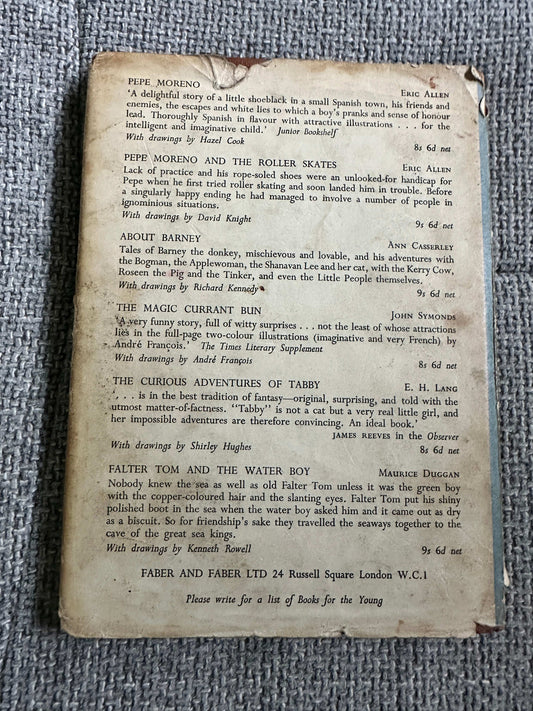 PEPE MORENO ERIC ALLEN
'A delightful story of a little shoeblack in a small Spanish town, his friends and
enemies, the escapes and white lies to which a boy's pranks and sense of honour
lead. Thoroughly Spanish in flavour with attractive illustrations . . . for the
intelligent and imaginative child.' Junior Bookshelf
With drawings by Hazel Cook 8s 6d net
PEPE MORENO AND THE ROLLER SKATES ERIC ALLEN
Lack of practice and his rope-soled shoes were an unlooked-for handicap for
Pepe when he first tried roller skating and soon landed him in trouble. Before
a singularly happy ending he had managed to involve a number of people in
ignominious situations.
With drawings by David Knight 9s 6d net
ABOUT BARNEY ANN CASSERLEY
Tales of Barney the donkey, mischievous and lovable, and his adventures with
the Bogman, the Applewoman, the Shanavan Lee and her cat, with the Kerry Cow,
Roseen the Pig and the Tinker, and even the Little People themselves.
With drawings by Richard Kennedy 9s 6d net
THE MAGIC CURRANT BUN JOHN SYMONDS
'A very funny story, full of witty surprises . . . not the least of whose attractions
lies in the full-page two-colour illustrations (imaginative and very French) by
André François.' The Times Literary Supplement
With drawings by André François 8s 6d net
THE CURIOUS ADVENTURES OF TABBY E. H. LANG
'. . . is in the best tradition of fantasy—original, surprising, and told with the
utmost matter-of-factness. "Tabby" is not a cat but a very real little girl, and
her impossible adventures are therefore convincing. An ideal book.'
JAMES REEVES in the Observer
With drawings by Shirley Hughes 8s 6d net
FALTER TOM AND THE WATER BOY MAURICE DUGGAN
Nobody knew the sea as well as old Falter Tom unless it was the green boy
with the copper-coloured hair and the slanting eyes. Falter Tom put his shiny
polished boot in the sea when the water boy asked him and it came out as dry
as a biscuit. So for friendship's sake they travelled the seaways together to the
cave of the great sea kings.
With drawings by Kenneth Rowell 9s 6d net
FABER AND FABER LTD 24 Russell Square London W.C.1
Please write for a list of Books for the Young